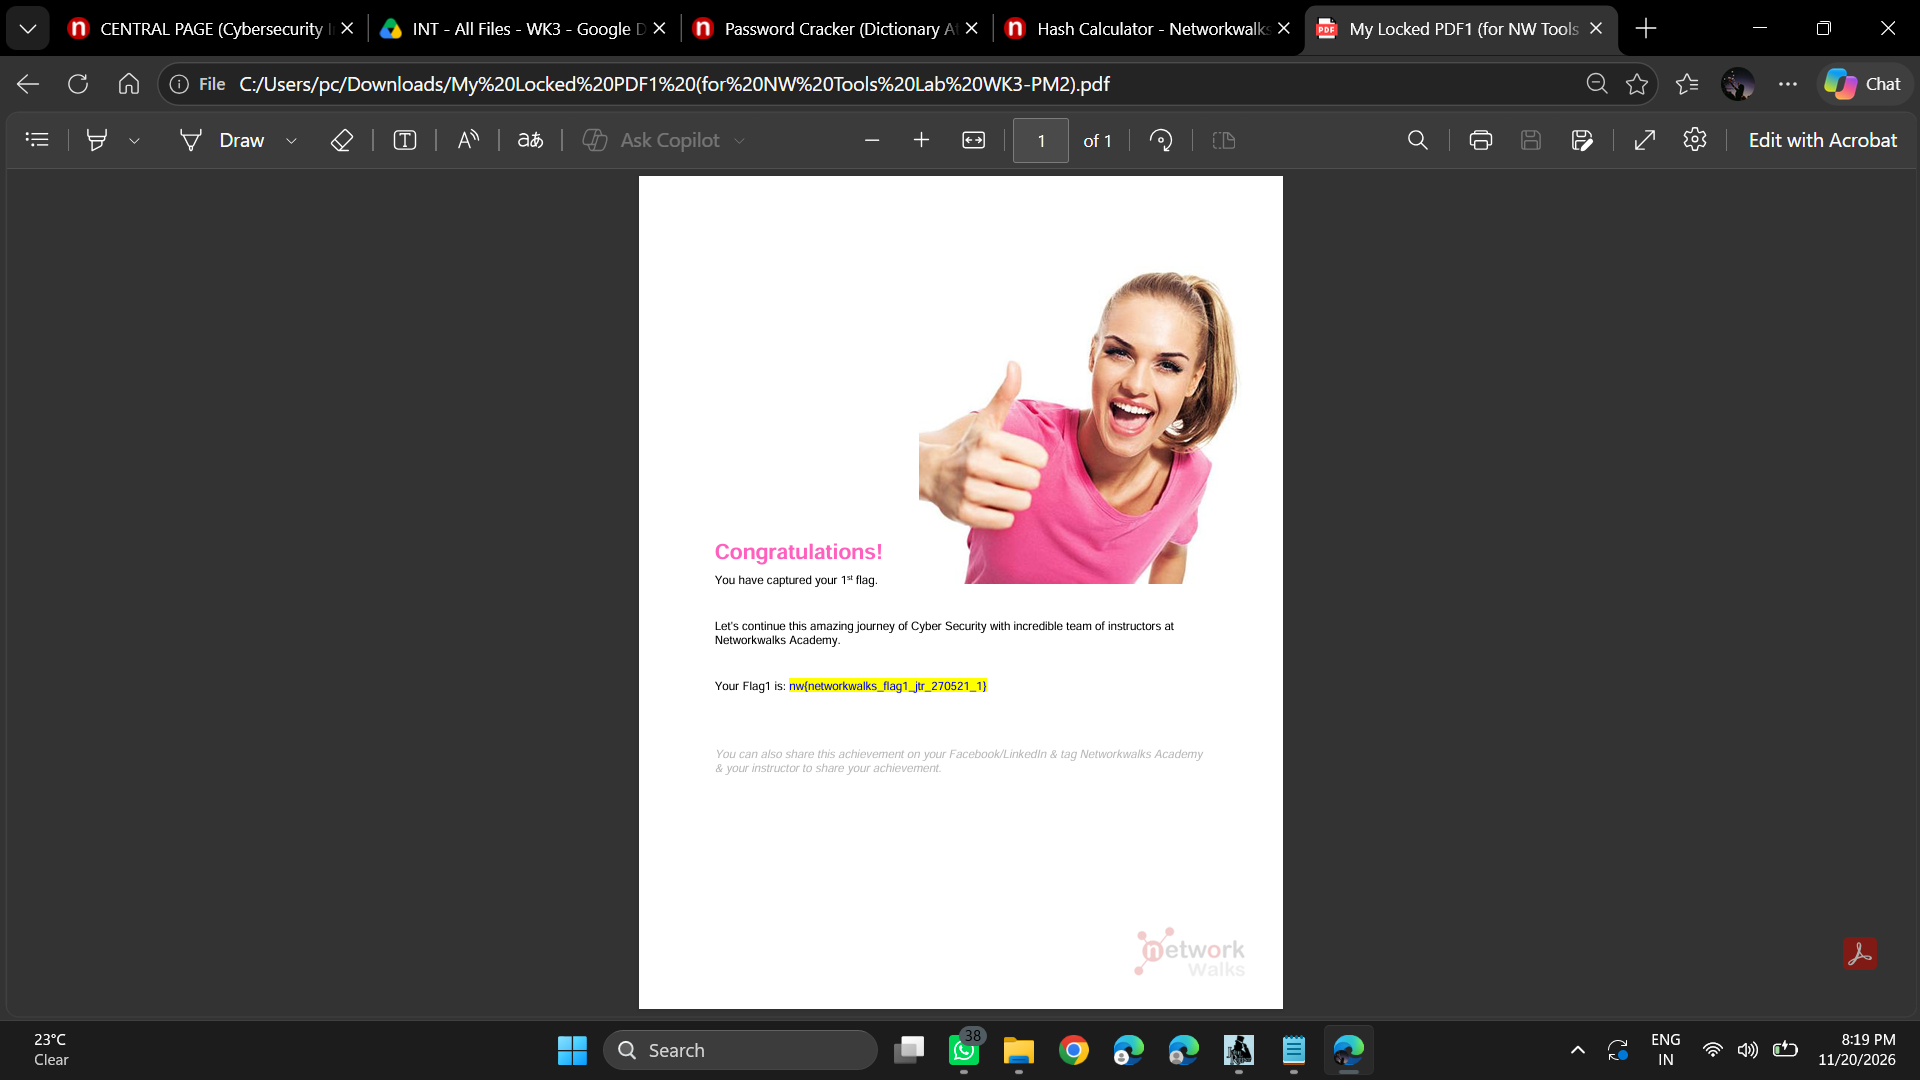 CENTRAL PAGE (Cybersecurity I
INT - All Files - WK3 - Google D
Password Cracker (Dictionary At
Hash Calculator - Networkwalks
My Locked PDF1 (for NW Tools
File
C:/Users/pc/Downloads/My%20Locked%20PDF1%20(for%20NW%20Tools%20Lab%20WK3-PM2).pdf
Chat
Draw
Ask Copilot
1
of 1
Edit with Acrobat
Congratulations!
You have captured your 1st flag.
Let's continue this amazing journey of Cyber Security with incredible team of instructors at
Networkwalks Academy.
Your Flag1 is: nw{networkwalks_flag1_jtr_270521_1}
You can also share this achievement on your Facebook/LinkedIn & tag Networkwalks Academy
& your instructor to share your achievement.
network
Walks
23°C
Clear
Search
38
ENG
IN
8:19 PM
11/20/2026